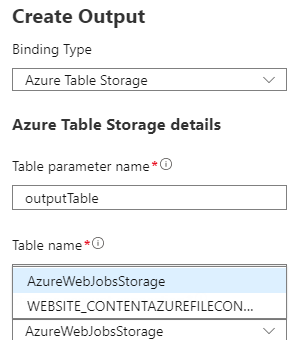 Create Output
Binding Type
Azure Table Storage
Azure Table Storage details
Table parameter name*
outputTable
Table name*
AzureWebJobsStorage
WEBSITE_CONTENTAZUREFILECON...
AzureWebJobsStorage